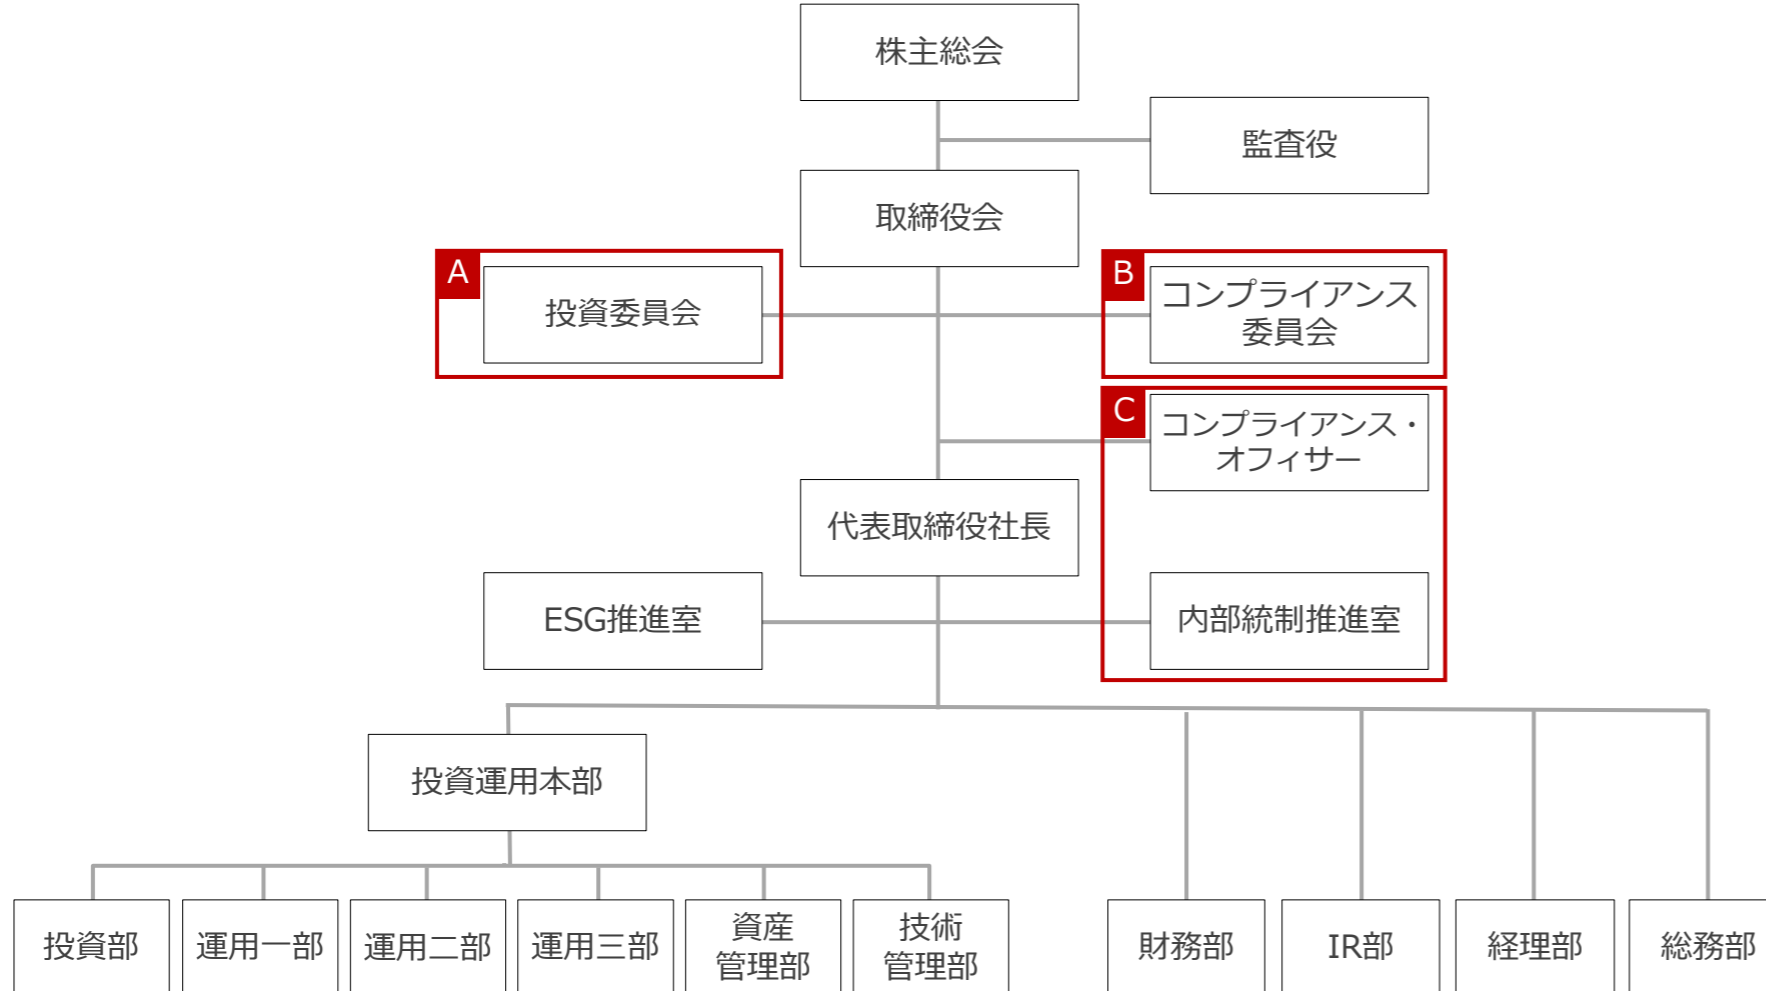 株主総会
監査役
取締役会
A
投資委員会
B
コンプライアンス
委員会
C
コンプライアンス・
オフィサー
代表取締役社長
ESG推進室
内部統制推進室
投資運用本部
投資部
運用一部
運用二部
運用三部
資産
管理部
技術
管理部
財務部
IR部
経理部
総務部